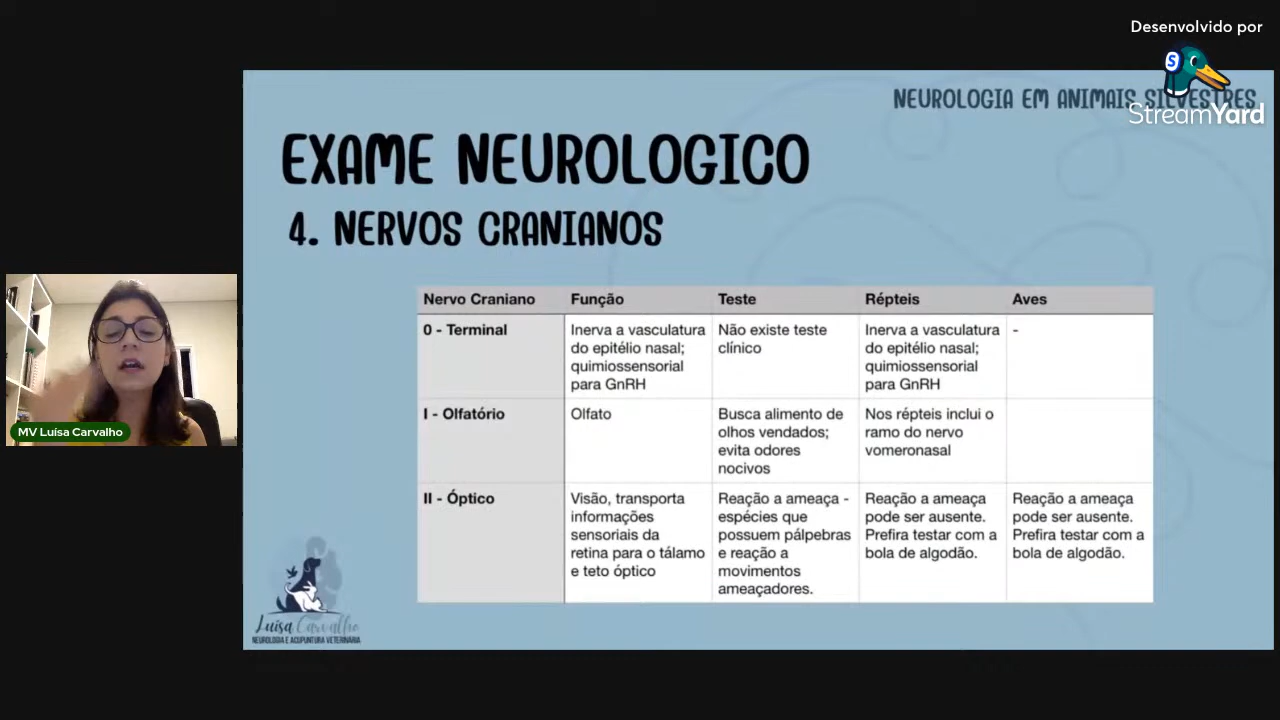 Desenvolvido por
StreamYard
NEUROLOGIA EM ANIMAIS SILVESTRES
EXAME NEUROLOGICO
4. NERVOS CRANIANOS
Nervo Craniano Função Teste Répteis Aves
0 - Terminal
Inerva a vasculatura
do epitélio nasal;
quimiossensorial
para GnRH
Não existe teste
clínico
Inerva a vasculatura
do epitélio nasal;
quimiossensorial
para GnRH
-
I - Olfatório
Olfato
Busca alimento de
olhos vendados;
evita odores
nocivos
Nos répteis inclui o
ramo do nervo
vomeronasal
II - Óptico
Visão, transporta
informações
sensoriais da
retina para o tálamo
e teto óptico
Reação a ameaça -
espécies que
possuem pálpebras
e reação a
movimentos
ameaçadores.
Reação a ameaça
pode ser ausente.
Prefira testar com a
bola de algodão.
Reação a ameaça
pode ser ausente.
Prefira testar com a
bola de algodão.
MV Luísa Carvalho
Luísa Carvalho
NEUROLOGIA E ACUPUNTURA VETERINÁRIA